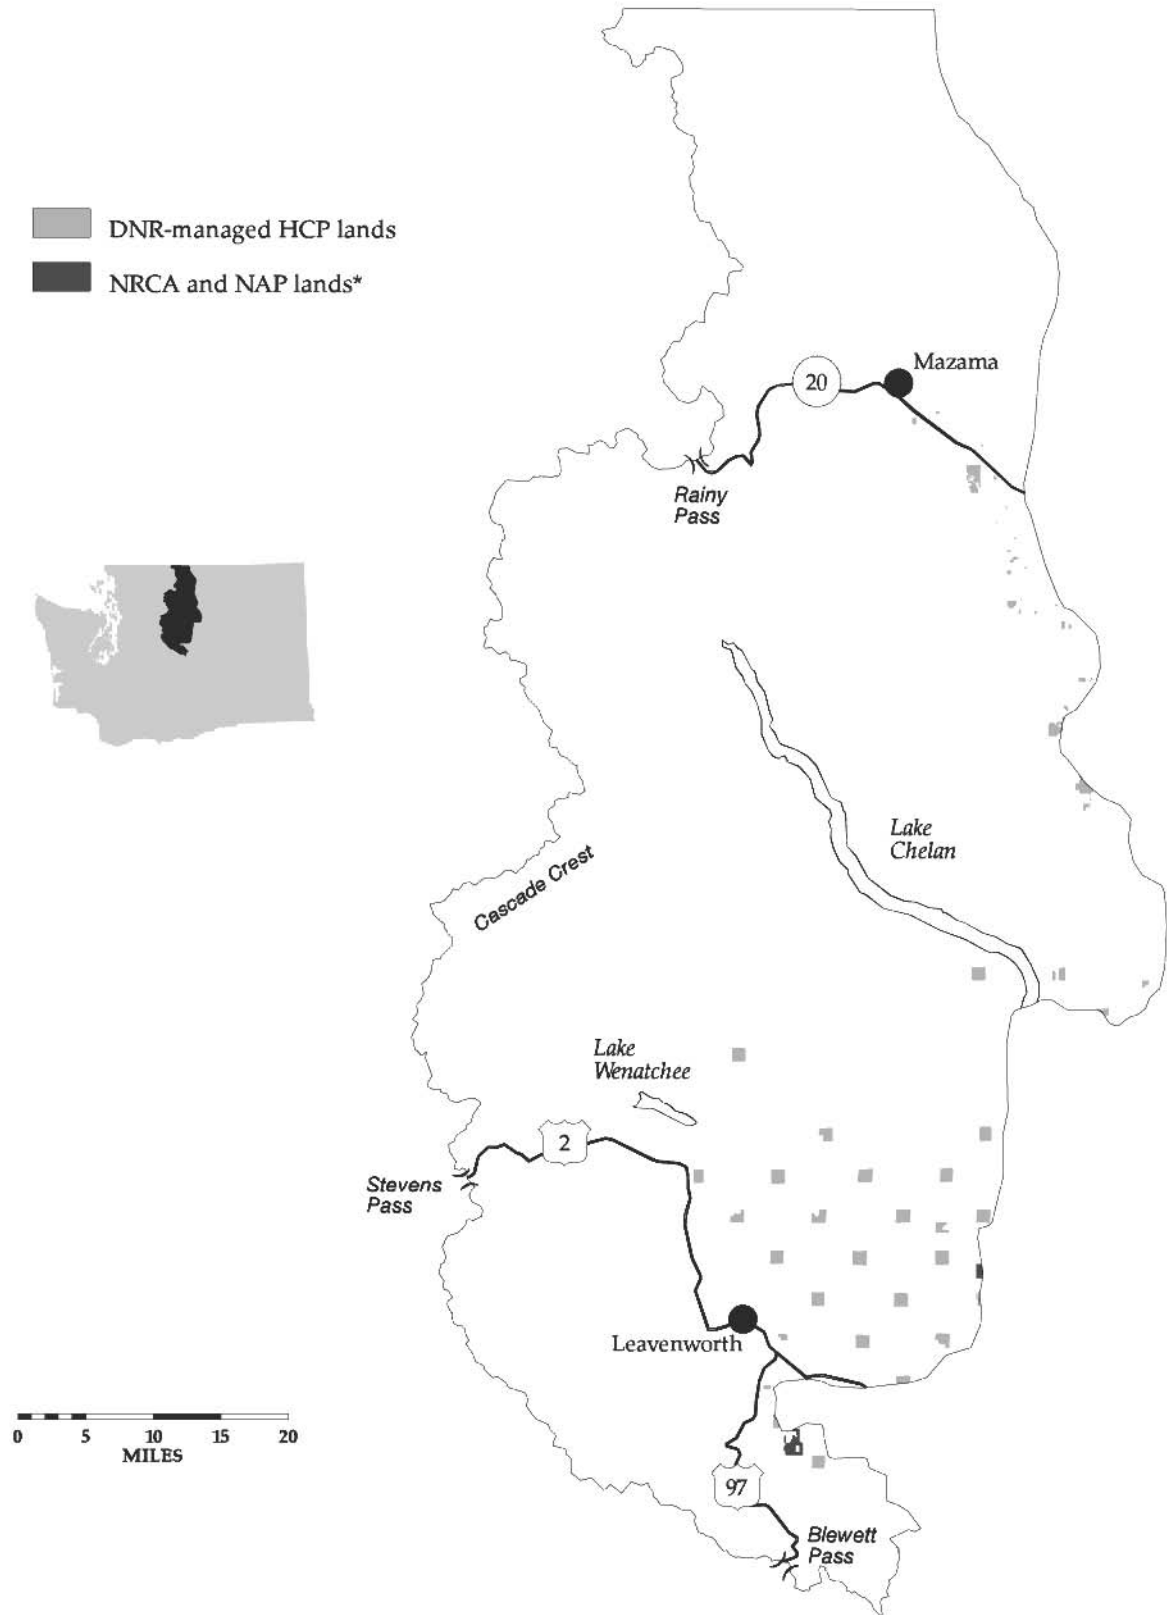 DNR-managed HCP lands
NRCA and NAP lands*
Mazama
20
Rainy
Pass
Lake
Chelan
Cascade Crest
Lake
Wenatchee
2
Stevens
Pass
Leavenworth
0 5 10 15 20
MILES
97
Blewett
Pass